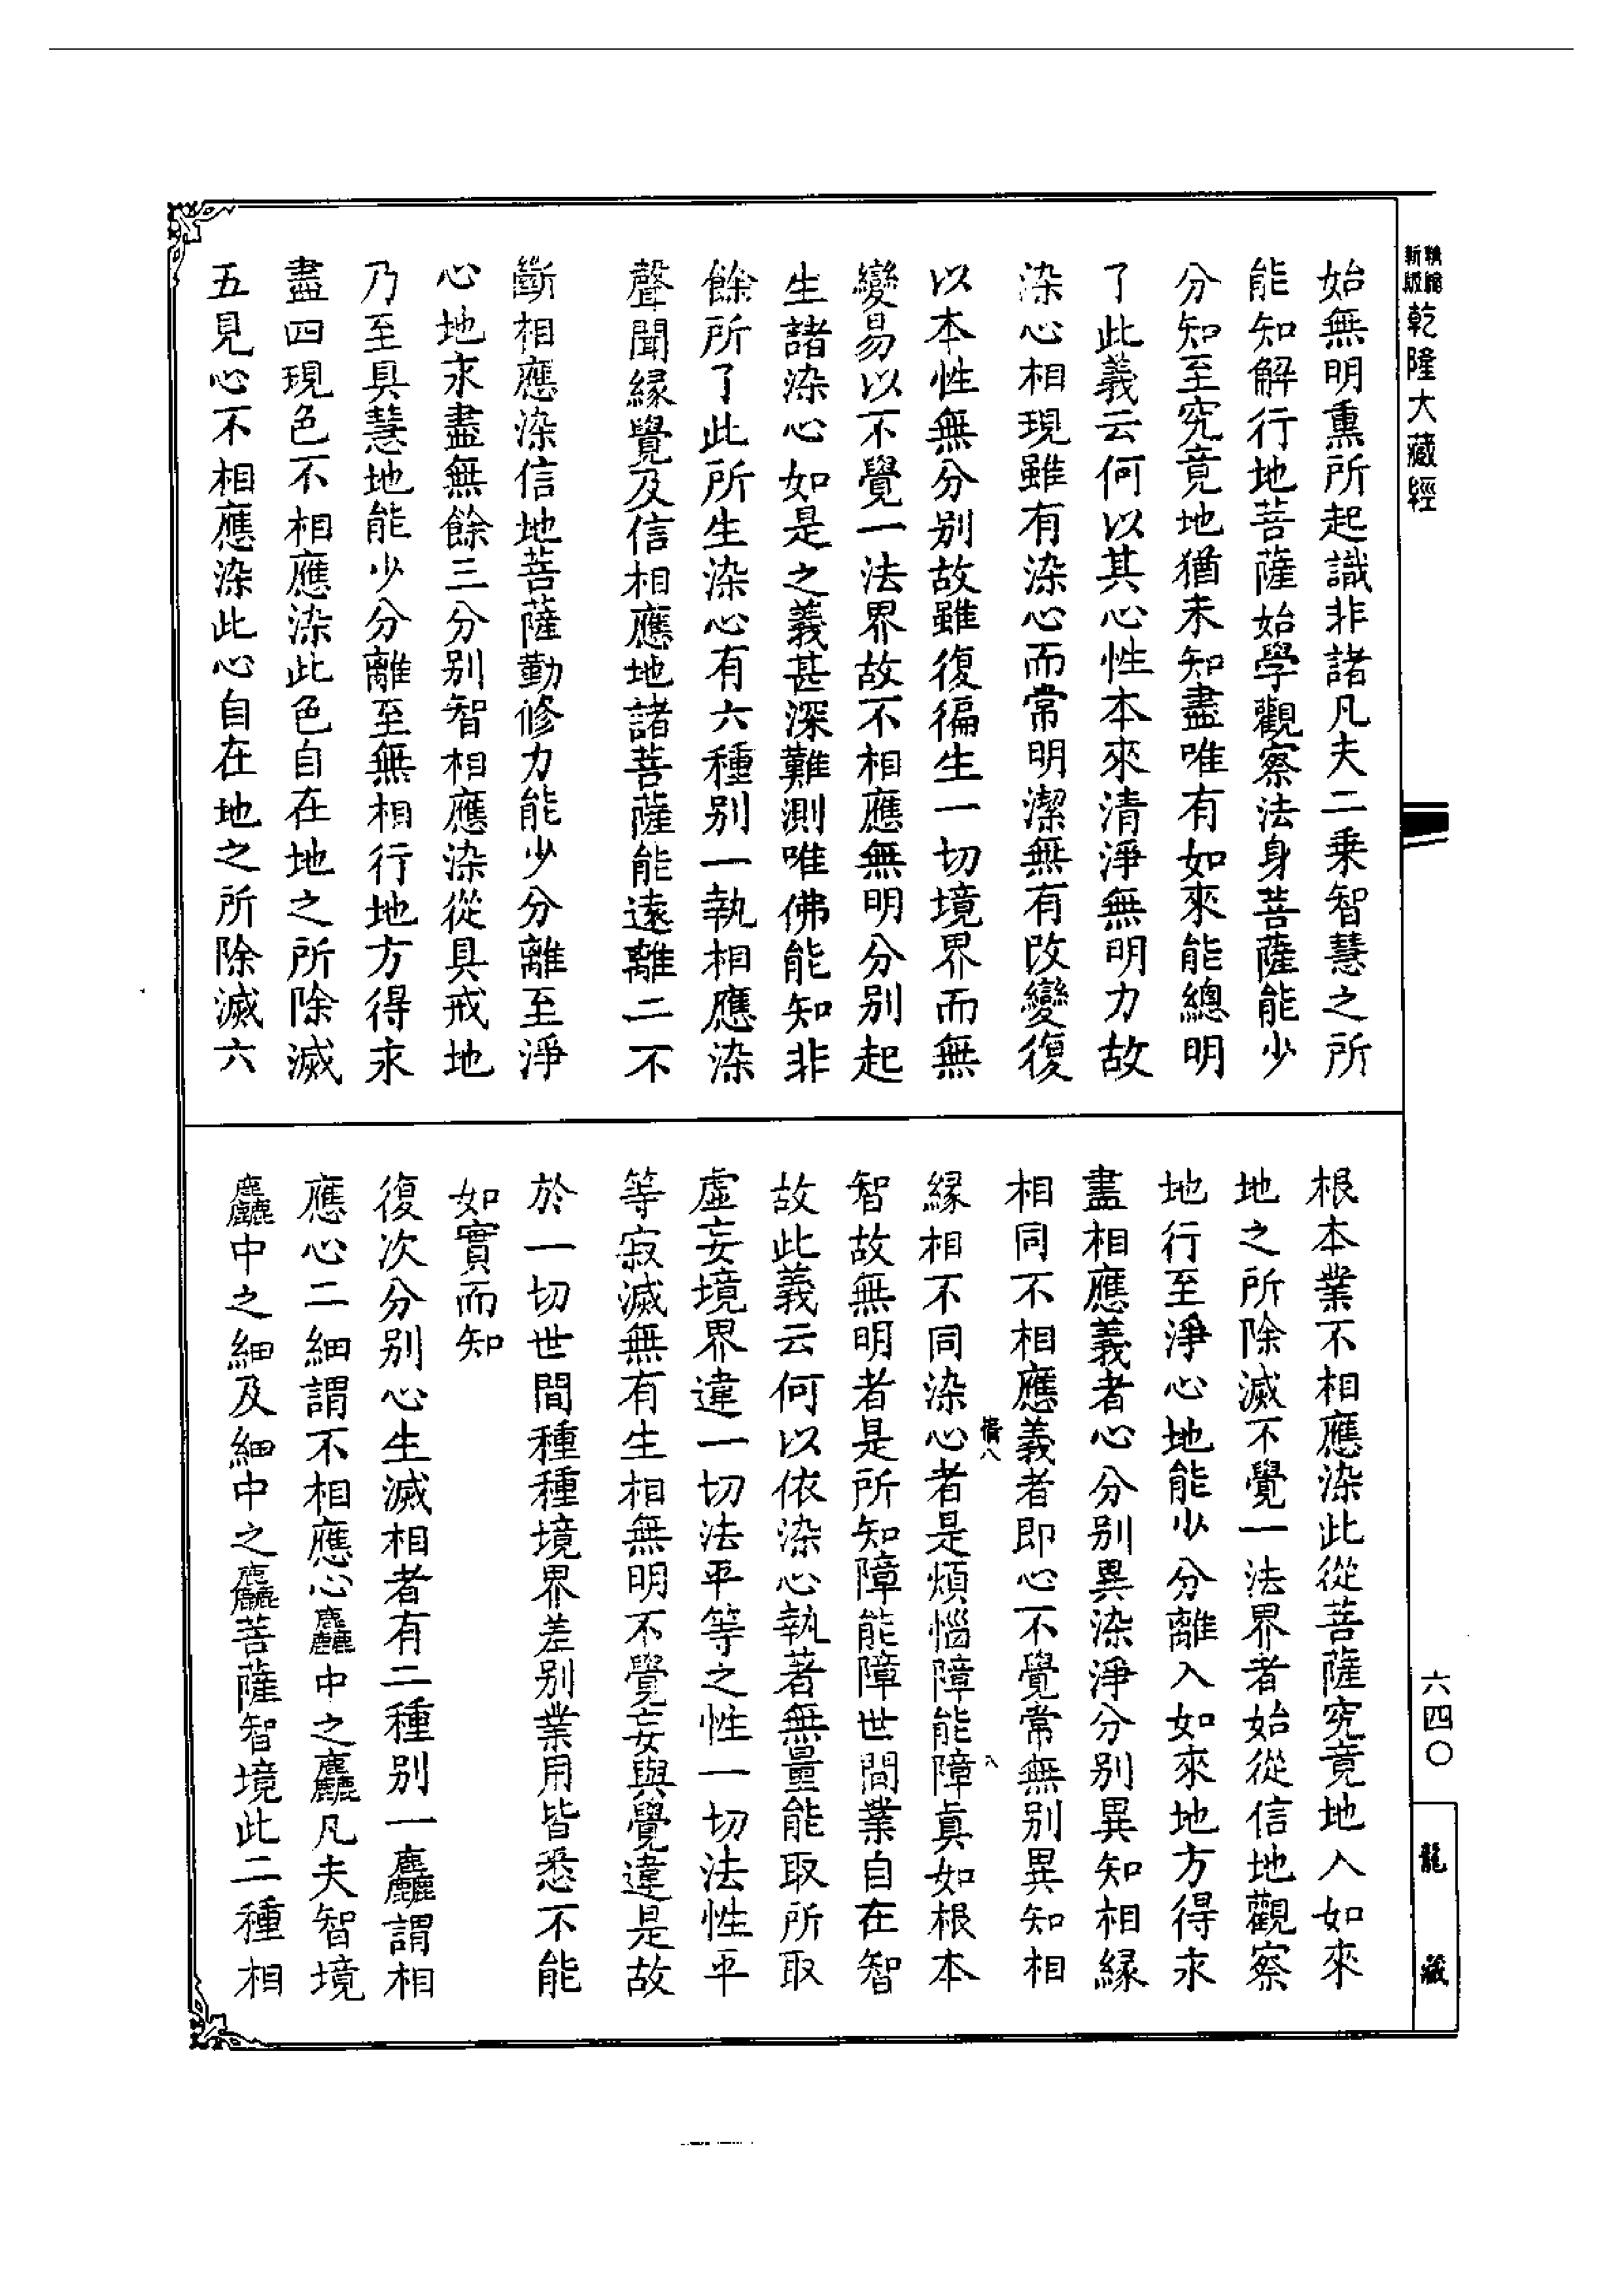 新版
乾隆大藏經
始無明熏所起識非諸凡夫二乗智慧之所
能知解行地菩薩始學觀察法身菩薩能少
分知至究竟地猶未知盡唯有如來能總明
了此義云何以其心性本來清淨無明力故
染心相現雖有染心而常明潔無有改變復
以本性無分别故雖復徧生一切境界而無
變易以不覺一法界故不相應無明分别起
生諸染心如是之義甚深難測唯佛能知非
餘所了此所生染心有六種别一執相應染
聲聞緣覺及信相應地諸菩薩能遠離二不
斷相應染信地菩薩勤修力能少分離至淨
心地永盡無餘三分别智相應染從具戒地
乃至具慧地能少分離至無相行地方得永
盡四現色不相應染此色自在地之所除滅
五見心不相應染此心自在地之所除滅六
根本業不相應染此從菩薩究竟地入如來
地之所除滅不覺一法界者始從信地觀察
地行至淨心地能少分離入如來地方得永
盡相應義者心分别異染淨分别異知相緣
相同不相應義者即心不覺常無别異知相
緣相不同染心者是煩惱障能障真如根本
智故無明者是所知障能障世間業自在智
故此義云何以依染心執著無量能取所取
虛妄境界違一切法平等之性一切法性平
等寂滅無有生相無明不覺妄與覺違是故
於一切世間種種境界差别業用皆悉不能
如實而知
復次分别心生滅相者有二種别一麤謂相
應心二細謂不相應心麤中之麤凡夫智境
麤中之細及細中之麤菩薩智境此二種相
六四〇
龍藏